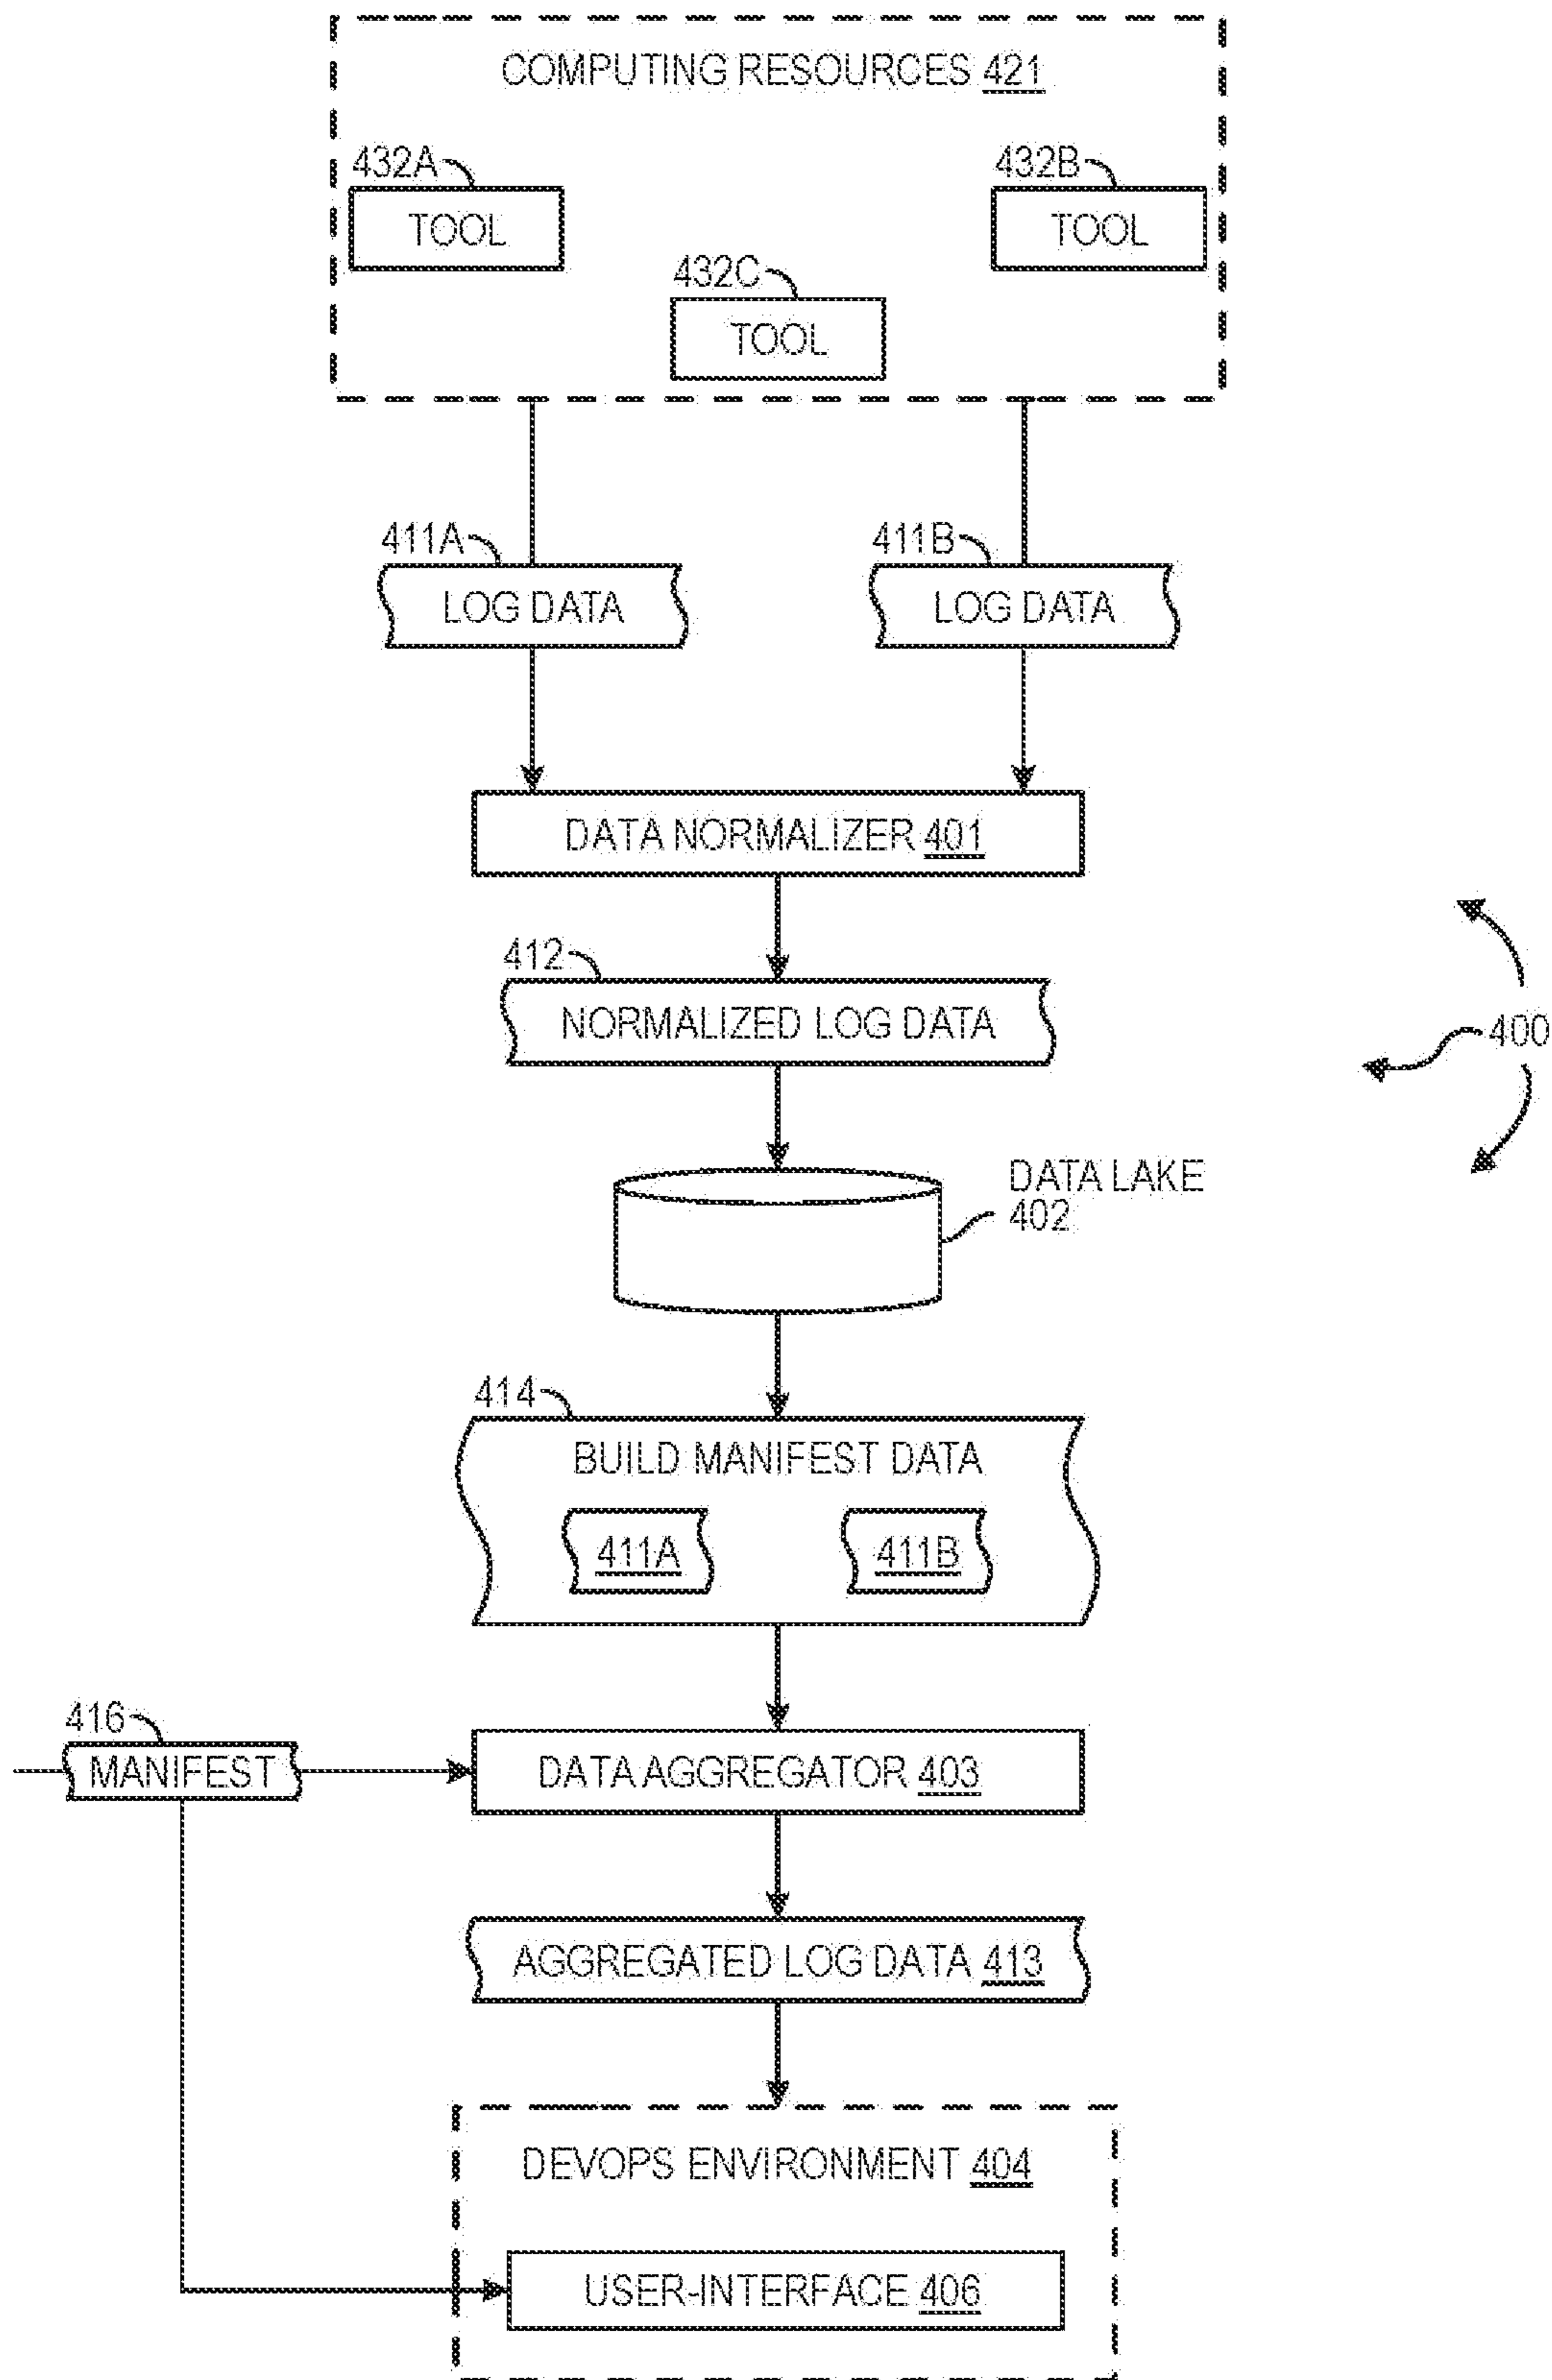 COMPUTING RESOURCES 421
432A
432B
TOOL
TOOL
432C
TOOL
411A
411B
LOG DATA
LOG DATA
DATA NORMALIZER 401
412
NORMALIZED LOG DATA
400
DATA LAKE
402
414
BUILD MANIFEST DATA
411A
411B
416
MANIFEST
DATA AGGREGATOR 403
AGGREGATED LOG DATA 413
DEVOPS ENVIRONMENT 404
USER-INTERFACE 406